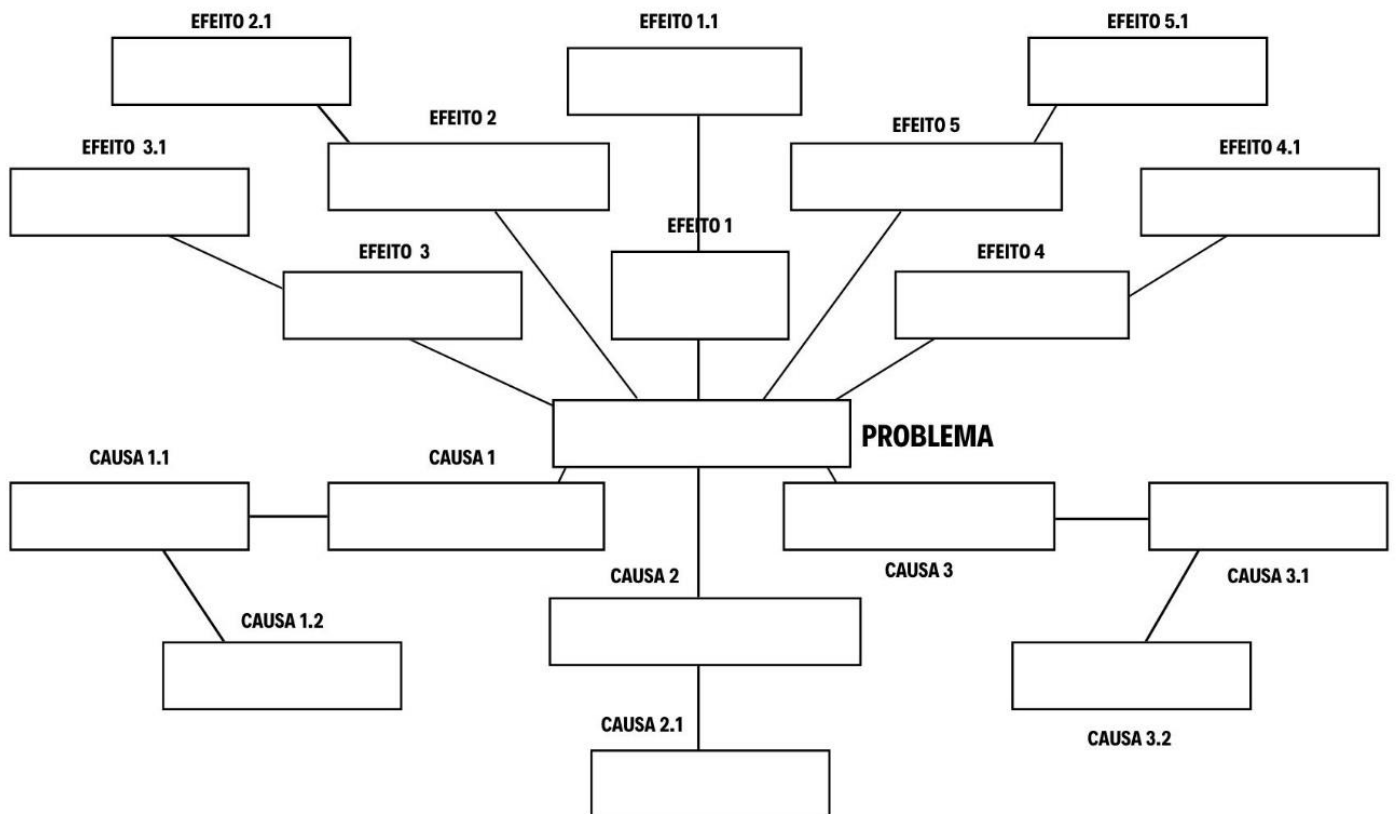 EFEITO 2.1
EFEITO 1.1
EFEITO 5.1
EFEITO 2
EFEITO 5
EFEITO 3.1
EFEITO 4.1
EFEITO 1
EFEITO 3
EFEITO 4
PROBLEMA
CAUSA 1.1
CAUSA 1
CAUSA 2
CAUSA 3
CAUSA 3.1
CAUSA 1.2
CAUSA 2.1
CAUSA 3.2